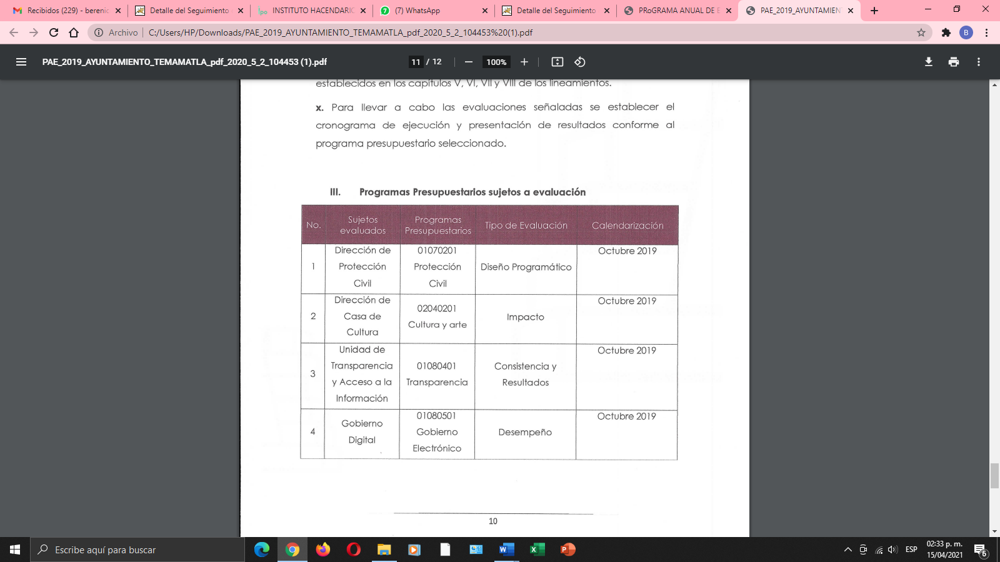 Recibidos (229) - berenic
Detalle del Seguimiento
INSTITUTO HACENDARIO
(7) WhatsApp
Detalle del Seguimiento
PRoGRAMA ANUAL DE E
PAE_2019_AYUNTAMIEN
Archivo
C:/Users/HP/Downloads/PAE_2019_AYUNTAMIENTO_TEMAMATLA_pdf_2020_5_2_104453%20(1).pdf
B
PAE_2019_AYUNTAMIENTO_TEMAMATLA_pdf_2020_5_2_104453 (1).pdf
11 / 12
100%
establecidos en los capítulos V, VI, VII y VIII de los lineamientos.
x. Para llevar a cabo las evaluaciones señaladas se establecer el
cronograma de ejecución y presentación de resultados conforme al
programa presupuestario seleccionado.
III. Programas Presupuestarios sujetos a evaluación
No.
Sujetos
evaluados
Programas
Presupuestarios
Tipo de Evaluación
Calendarización
1
Dirección de
Protección
Civil
01070201
Protección
Civil
Diseño Programático
Octubre 2019
2
Dirección de
Casa de
Cultura
02040201
Cultura y arte
Impacto
Octubre 2019
3
Unidad de
Transparencia
y Acceso a la
Información
01080401
Transparencia
Consistencia y
Resultados
Octubre 2019
4
Gobierno
Digital
01080501
Gobierno
Electrónico
Desempeño
Octubre 2019
10
Escribe aquí para buscar
ESP
02:33 p. m.
15/04/2021
6